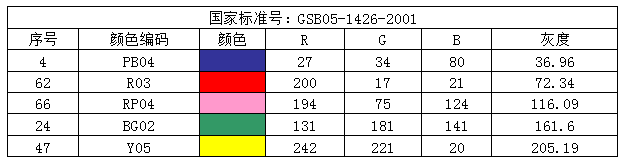 国家标准号：GSB05-1426-2001
序号 颜色编码 颜色 R G B 灰度
4 PB04 27 34 80 36.96
62 R03 200 17 21 72.34
66 RP04 194 75 124 116.09
24 BG02 131 181 141 161.6
47 Y05 242 221 20 205.19